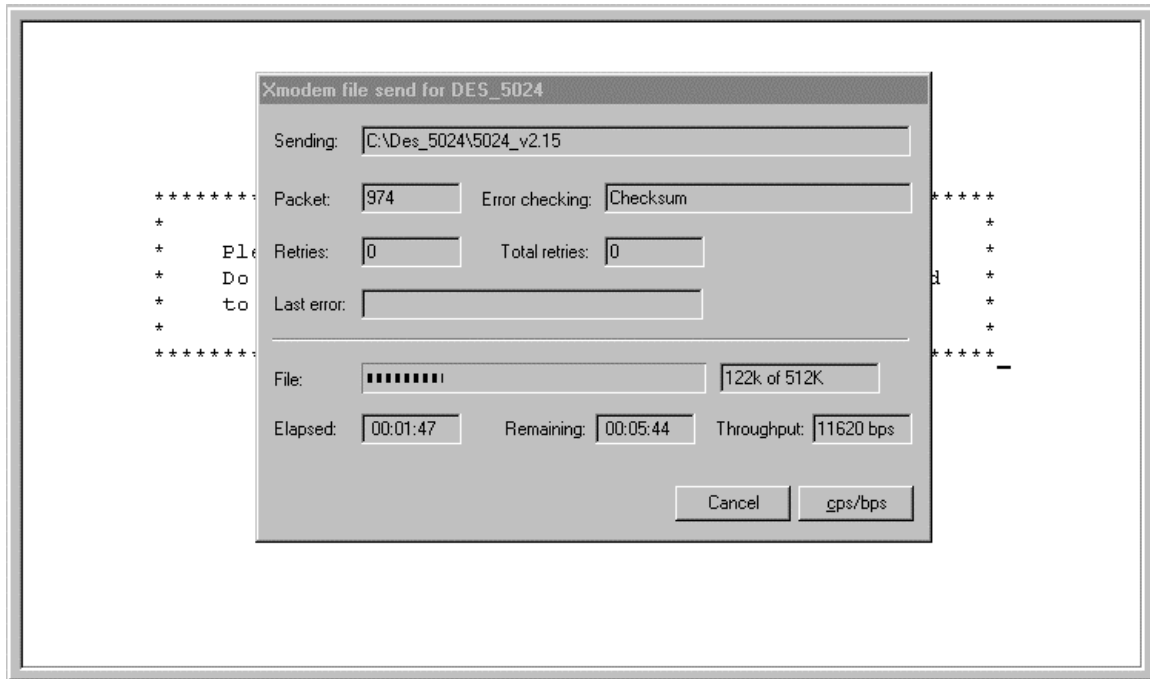 Xmodem file send for DES_5024
Sending: C:\Des_5024\5024_v2.15
Packet: 974 Error checking: Checksum
Retries: 0 Total retries: 0
Last error:
File: 122k of 512K
Elapsed: 00:01:47 Remaining: 00:05:44 Throughput: 11620 bps
Cancel cps/bps
********* *****
* *
* *
* Do *
* to *
* *
********* *****